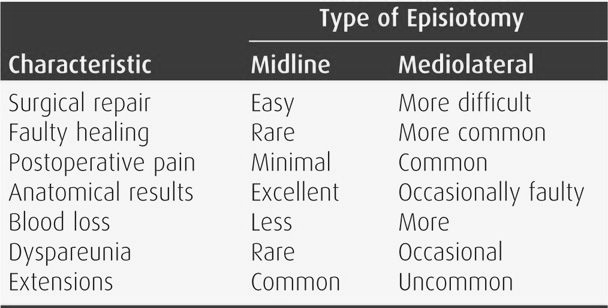 Type of Episiotomy
Characteristic Midline Mediolateral
Surgical repair Easy More difficult
Faulty healing Rare More common
Postoperative pain Minimal Common
Anatomical results Excellent Occasionally faulty
Blood loss Less More
Dyspareunia Rare Occasional
Extensions Common Uncommon